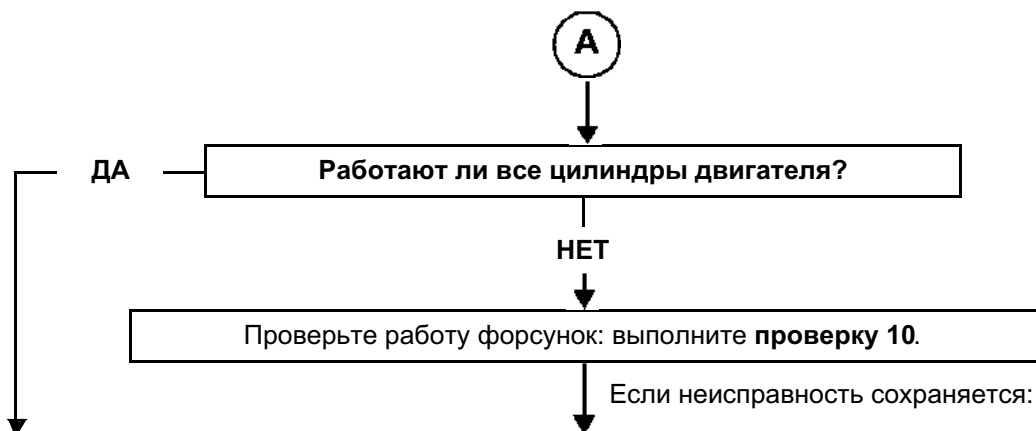 А
ДА
Работают ли все цилиндры двигателя?
НЕТ
Проверьте работу форсунок: выполните проверку 10.
Если неисправность сохраняется: